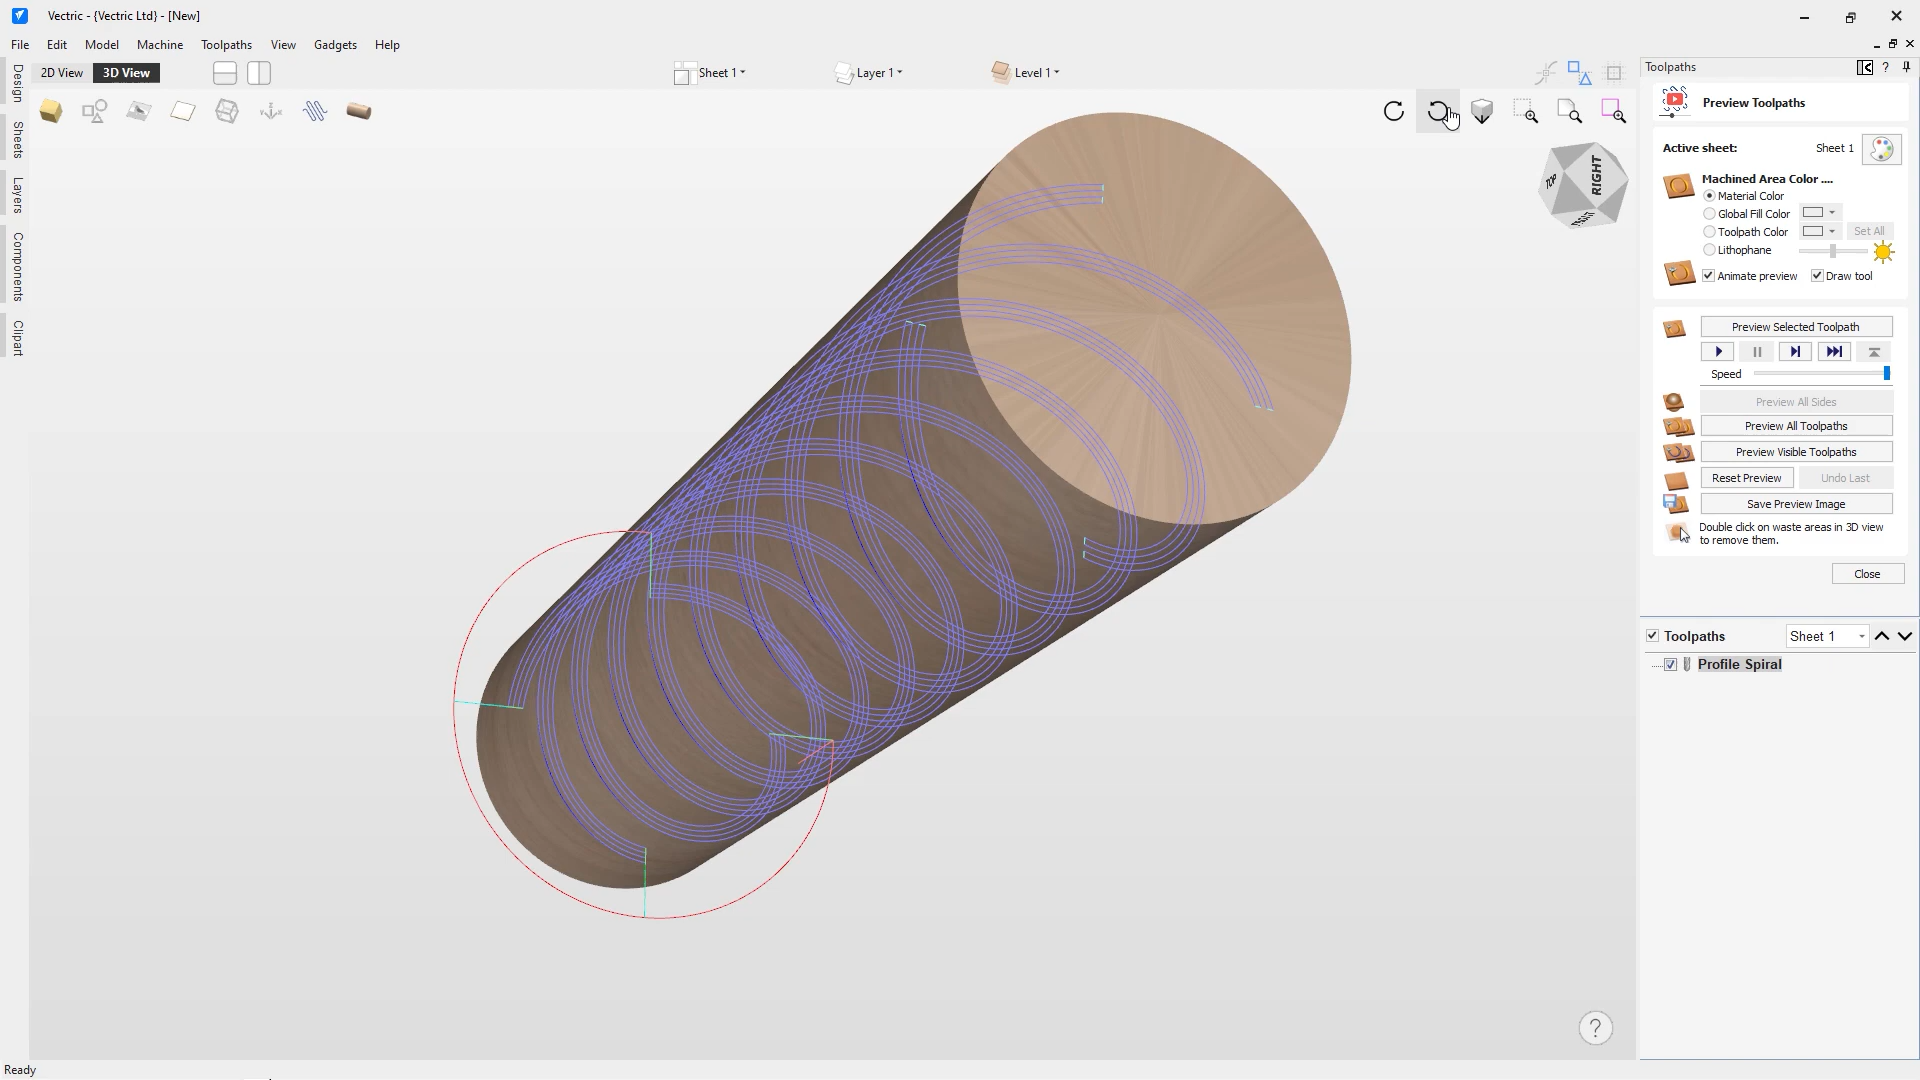 Vectric - {Vectric Ltd} - [New]
File Edit Model Machine Toolpaths View Gadgets Help
2D View 3D View Sheet 1 Layer 1 Level 1
Design
Sheets
Layers
Components
Clipart
TOP
RIGHT
Toolpaths
?
Preview Toolpaths
Active sheet: Sheet 1
Machined Area Color ....
Material Color
Global Fill Color
Toolpath Color Set All
Lithophane
Animate preview Draw tool
Preview Selected Toolpath
Speed
Preview All Sides
Preview All Toolpaths
Preview Visible Toolpaths
Reset Preview Undo Last
Save Preview Image
Double click on waste areas in 3D view
to remove them.
Close
Toolpaths Sheet 1
Profile Spiral
?
Ready